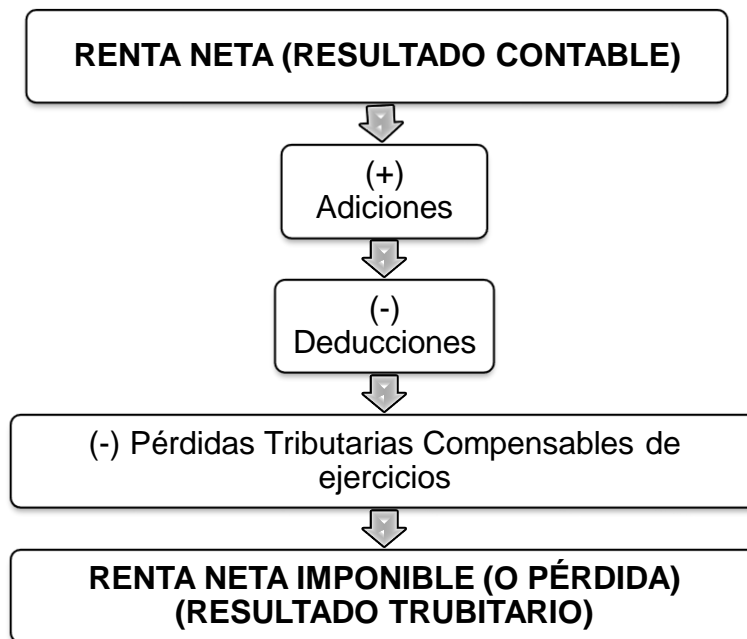 RENTA NETA (RESULTADO CONTABLE)
(+)
Adiciones
(-)
Deducciones
(-) Pérdidas Tributarias Compensables de
ejercicios
RENTA NETA IMPONIBLE (O PÉRDIDA)
(RESULTADO TRUBITARIO)